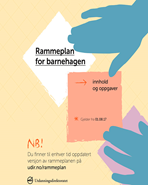 Rammeplan
for barnehagen
innhold
og oppgaver
NB!
Du finner til enhver tid oppdatert
versjon av rammeplanen på
udir.no/rammeplan
Utdanningsdirektoratet